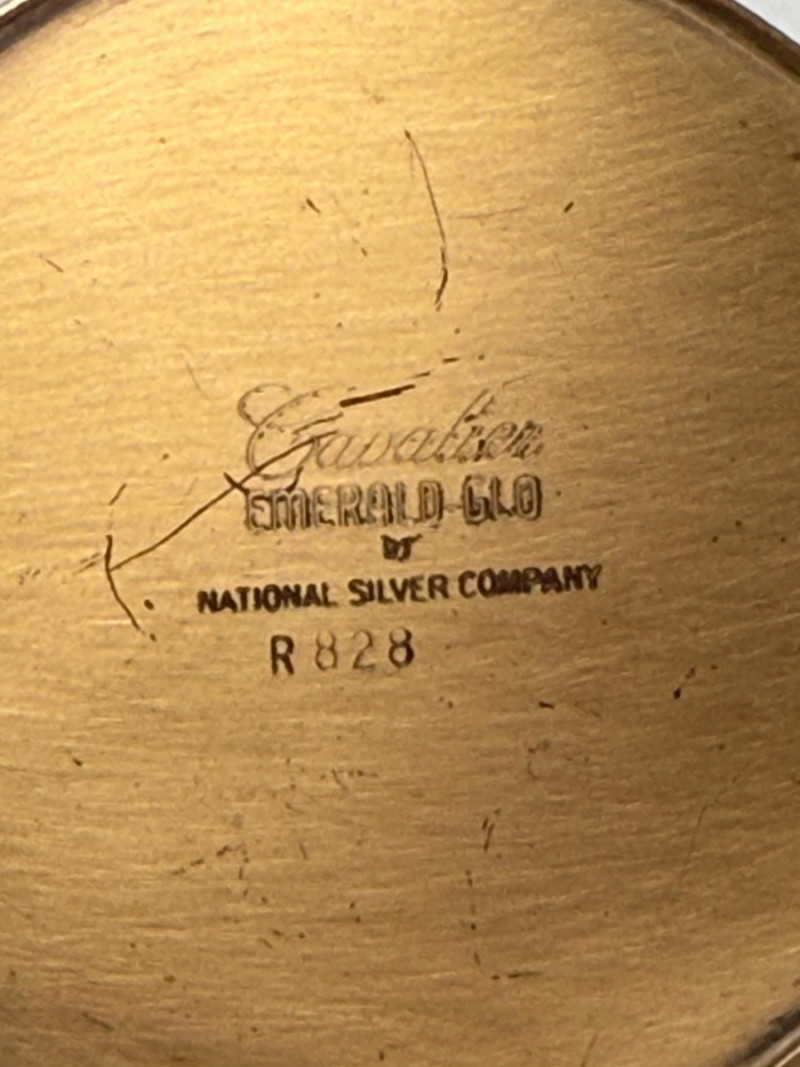 Cavalier
EMERALD-GLO
BY
NATIONAL SILVER COMPANY
R 828